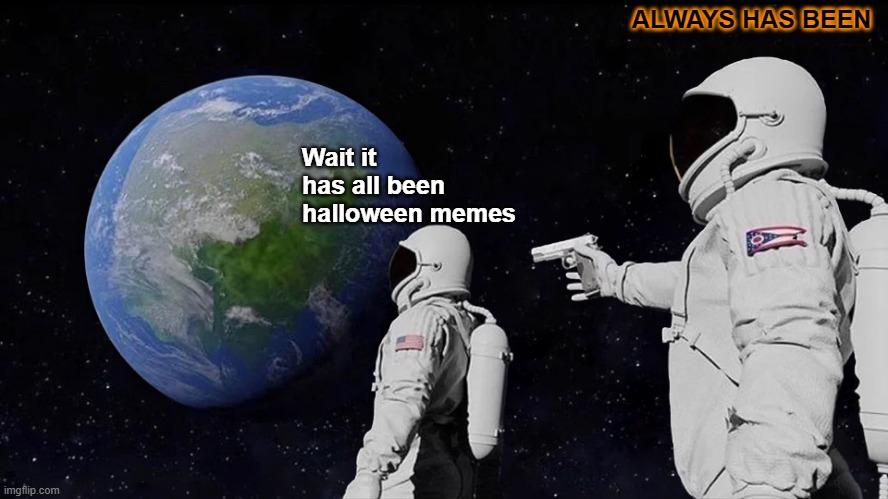 ALWAYS HAS BEEN
Wait it
has all been
halloween memes
imgflip.com